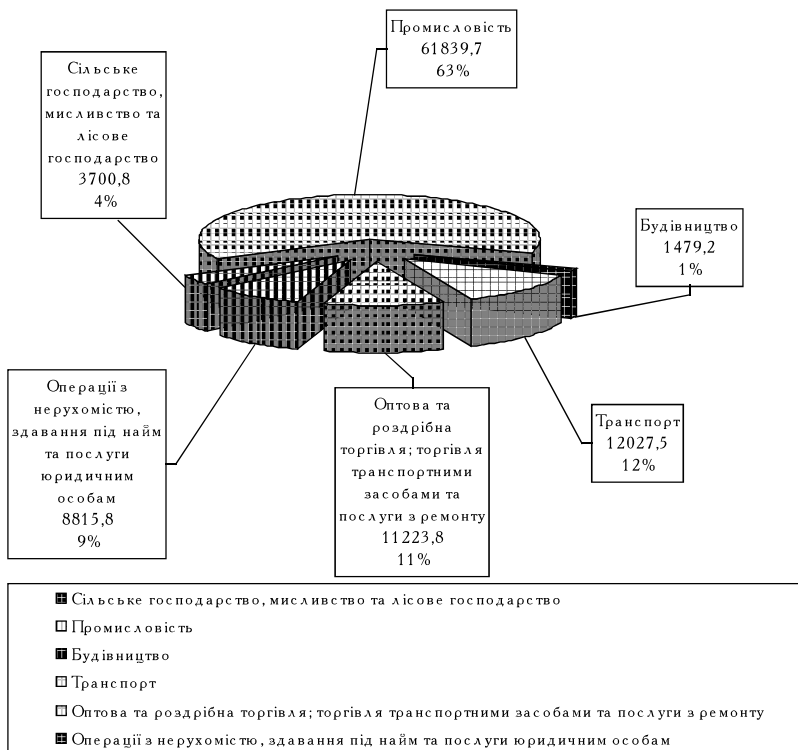 Промисловість
61839,7
63%
Сільське
господарство,
мисливство та
лісове
господарство
3700,8
4%
Будівництво
1479,2
1%
Операції з
нерухомістю,
здавання під найм
та послуги
юридичним
особам
8815,8
9%
Оптова та
роздрібна
торгівля; торгівля
транспортними
засобами та
послуги з ремонту
11223,8
11%
Транспорт
12027,5
12%
Сільське господарство, мисливство та лісове господарство
Промисловість
Будівництво
Транспорт
Оптова та роздрібна торгівля; торгівля транспортними засобами та послуги з ремонту
Операції з нерухомістю, здавання під найм та послуги юридичним особам